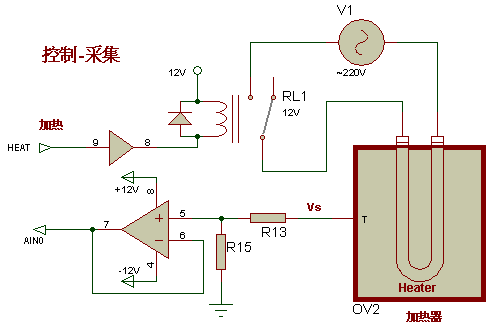 V1
控制-采集
12V
~220V
RL1
12V
加热
HEAT
9
8
+12V
8
Vs
T
7
5
6
R13
AIN0
R15
-12V
4
Heater
OV2
加热器